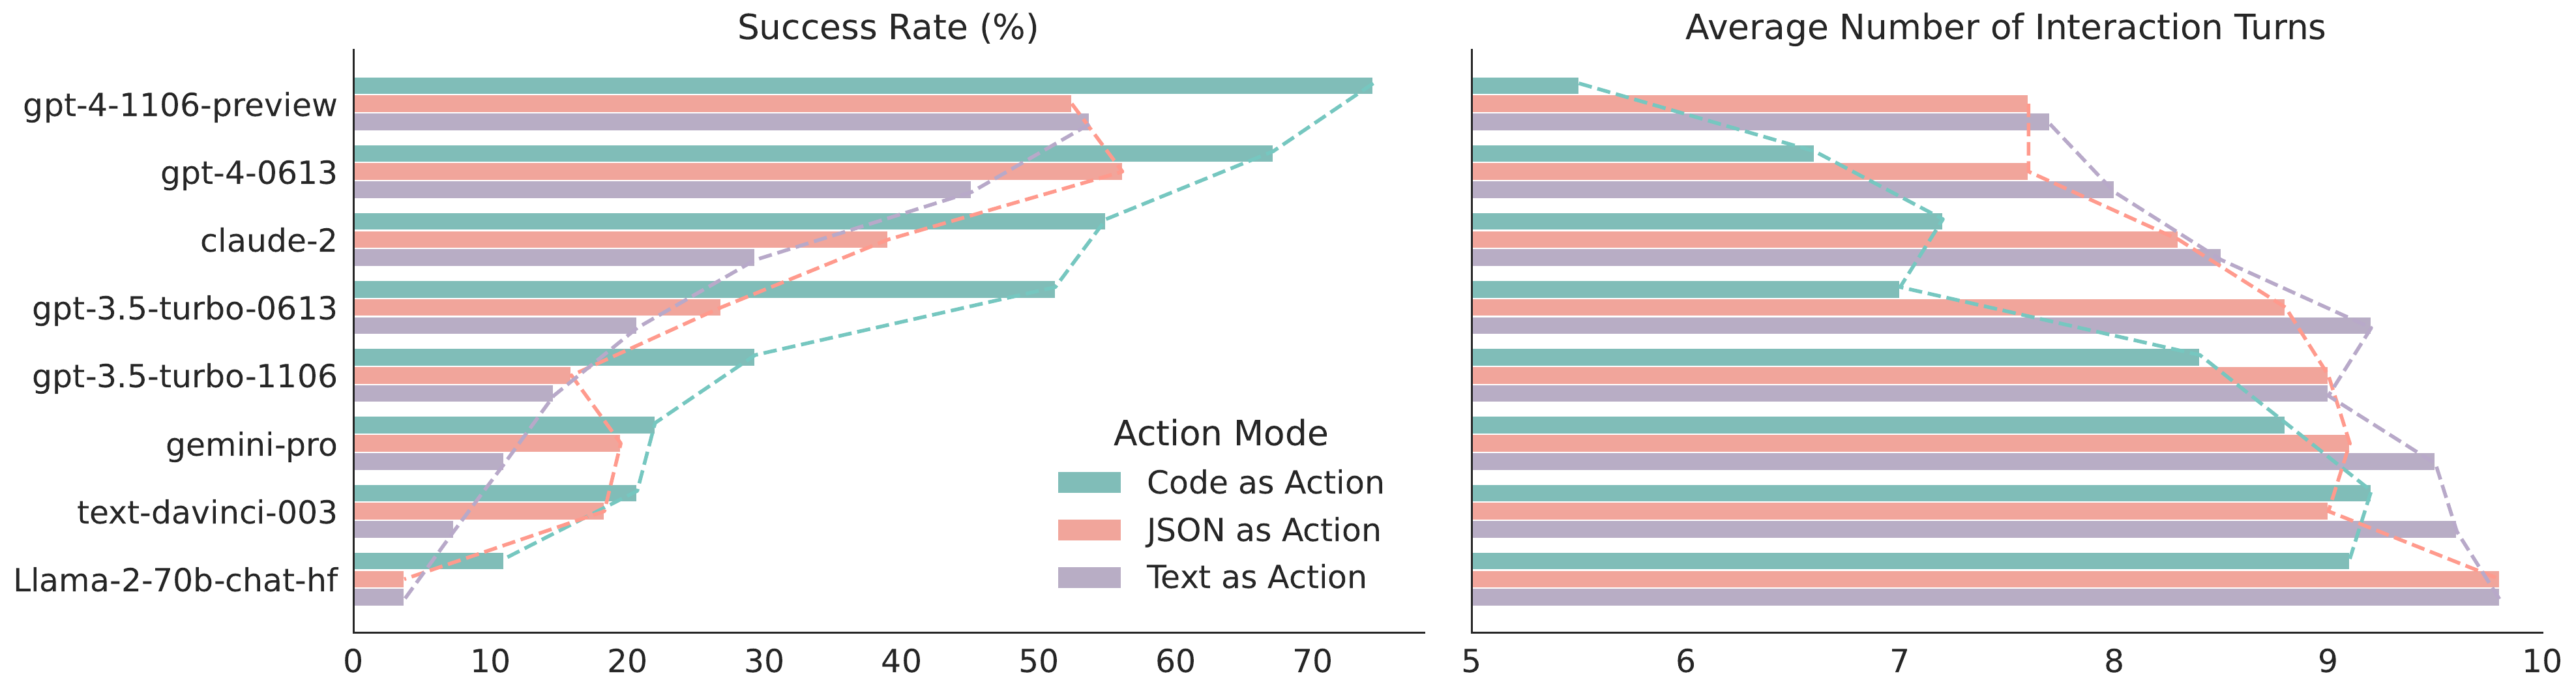 Success Rate (%)
gpt-4-1106-preview
gpt-4-0613
claude-2
gpt-3.5-turbo-0613
gpt-3.5-turbo-1106
gemini-pro
text-davinci-003
Llama-2-70b-chat-hf
0 10 20 30 40 50 60 70
Action Mode
Code as Action
JSON as Action
Text as Action
Average Number of Interaction Turns
5 6 7 8 9 10